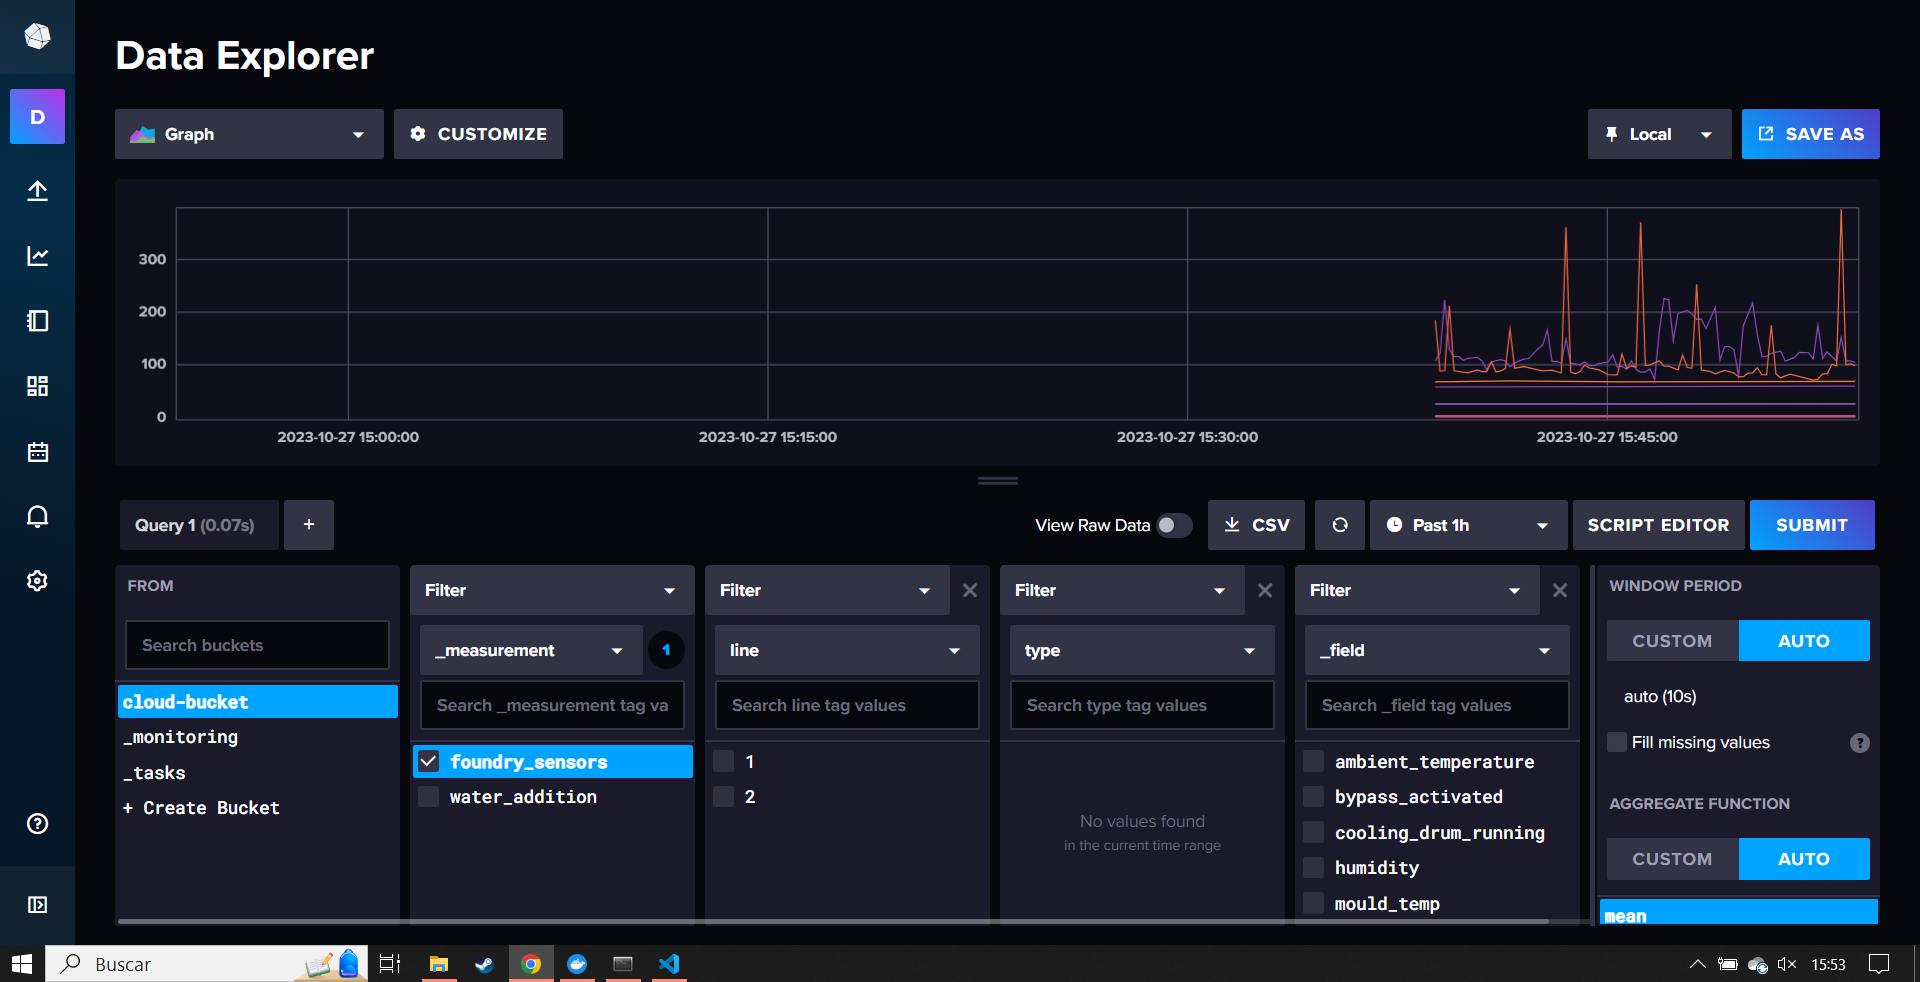 Data Explorer
D
Graph
CUSTOMIZE
Local
SAVE AS
300
200
100
0
2023-10-27 15:00:00
2023-10-27 15:15:00
2023-10-27 15:30:00
2023-10-27 15:45:00
Query 1 (0.07s)
+
View Raw Data
CSV
Past 1h
SCRIPT EDITOR
SUBMIT
FROM
Search buckets
cloud-bucket
_monitoring
_tasks
+ Create Bucket
Filter
_measurement
1
Search _measurement tag va
foundry_sensors
water_addition
Filter
line
Search line tag values
1
2
Filter
type
Search type tag values
No values found
in the current time range
Filter
_field
Search _field tag values
ambient_temperature
bypass_activated
cooling_drum_running
humidity
mould_temp
WINDOW PERIOD
CUSTOM
AUTO
auto (10s)
Fill missing values
?
AGGREGATE FUNCTION
CUSTOM
AUTO
mean
Buscar
15:53